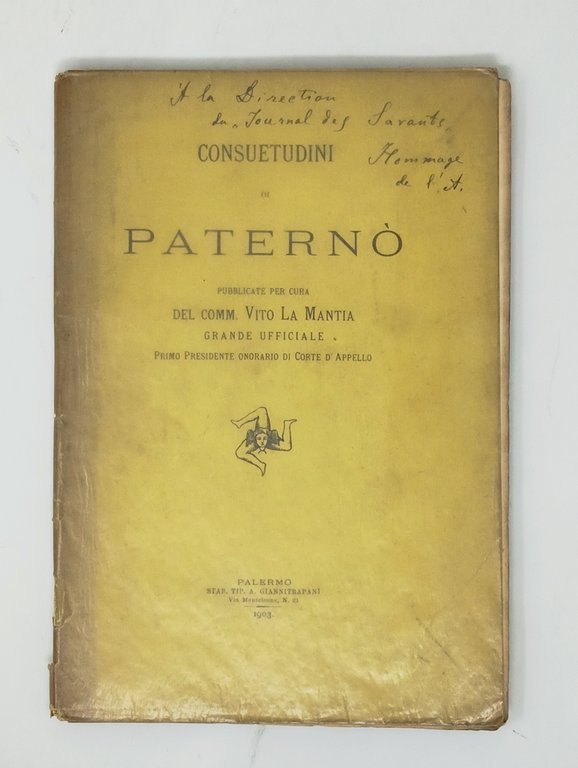 A la Direction
du "Journal des Savants"
Hommage
de l'A.
CONSUETUDINI
DI
PATERNÒ
PUBBLICATE PER CURA
DEL COMM. VITO LA MANTIA
GRANDE UFFICIALE
PRIMO PRESIDENTE ONORARIO DI CORTE D'APPELLO
PALERMO
STAB. TIP. A. GIANNITRAPANI
Via Monteleone, N. 21
1903.